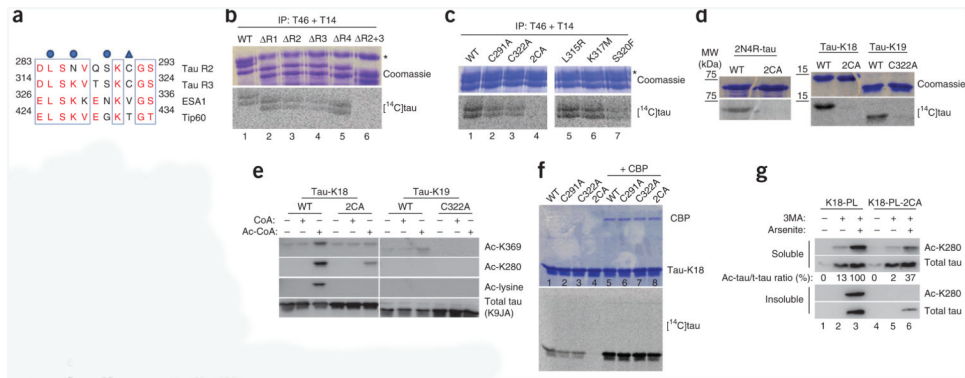 a
283 D L S N V Q S K C G S 293 Tau R2
314 D L S K V T S K C G S 324 Tau R3
326 E L S K K E N K V G S 336 ESA1
424 E L S K V E G K T G T 434 Tip60
b
IP: T46 + T14
WT ΔR1 ΔR2 ΔR3 ΔR4 ΔR2+3
*
Coomassie
[14C]tau
1 2 3 4 5 6
c
IP: T46 + T14
WT C291A C322A 2CA L315R K317M S320F
*
Coomassie
[14C]tau
1 2 3 4 5 6 7
d
MW (kDa)
2N4R-tau Tau-K18 Tau-K19
WT 2CA WT 2CA WT C322A
75 15
Coomassie
75 15
[14C]tau
e
Tau-K18 Tau-K19
WT 2CA WT C322A
CoA: – + – – + – – + – – + –
Ac-CoA: – – + – – + – – + – – +
Ac-K369
Ac-K280
Ac-lysine
Total tau
(K9JA)
f
+ CBP
WT C291A C322A 2CA WT C291A C322A 2CA
CBP
Tau-K18
1 2 3 4 5 6 7 8
[14C]tau
g
K18-PL K18-PL-2CA
3MA: – + + – + +
Arsenite: – – + – – +
Soluble
Ac-K280
Total tau
Ac-tau/t-tau ratio (%): 0 13 100 0 2 37
Insoluble
Ac-K280
Total tau
1 2 3 4 5 6